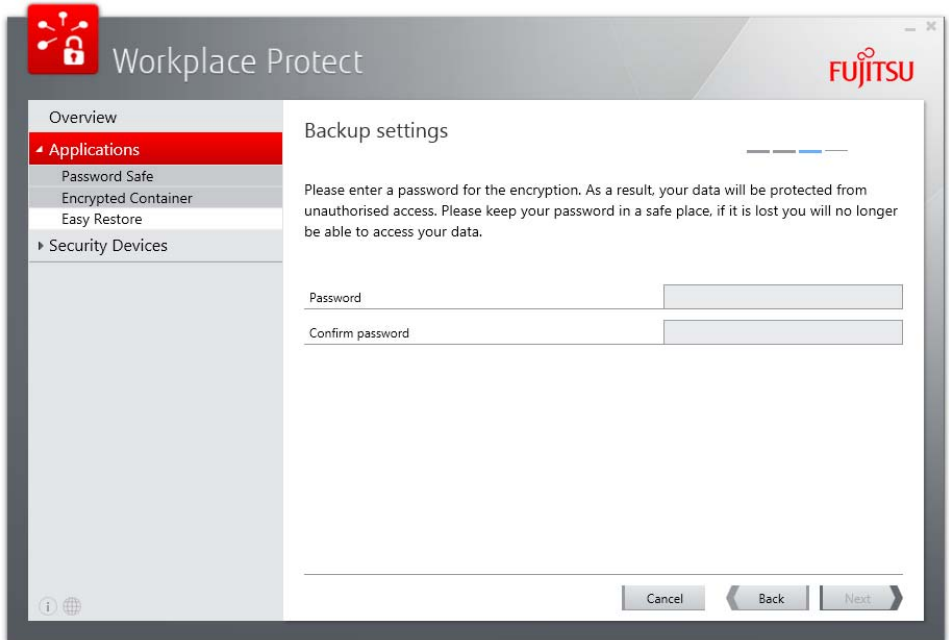 Workplace Protect
FUJITSU
Overview
Applications
Password Safe
Encrypted Container
Easy Restore
Security Devices
Backup settings
Please enter a password for the encryption. As a result, your data will be protected from
unauthorised access. Please keep your password in a safe place, if it is lost you will no longer
be able to access your data.
Password
Confirm password
Cancel
Back
Next